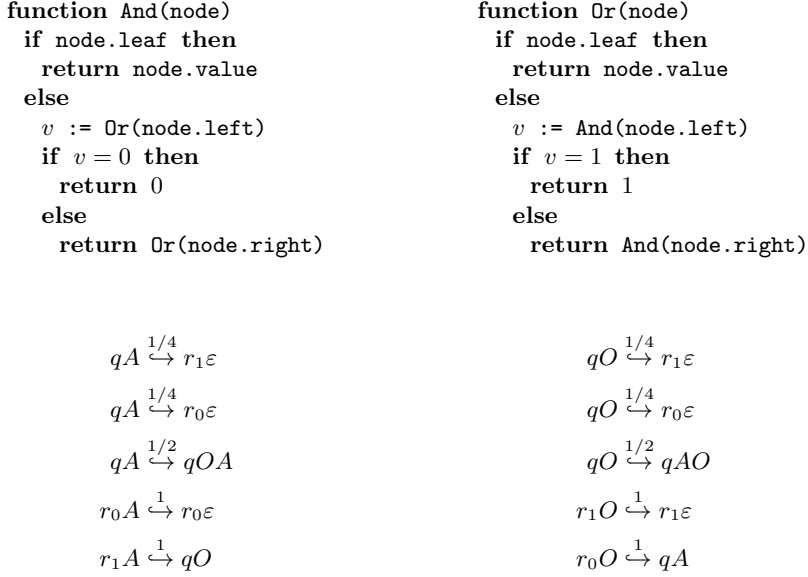 function And(node)
if node.leaf then
return node.value
else
v := Or(node.left)
if v = 0 then
return 0
else
return Or(node.right)
function Or(node)
if node.leaf then
return node.value
else
v := And(node.left)
if v = 1 then
return 1
else
return And(node.right)
qA ↪^{1/4} r₁ε
qA ↪^{1/4} r₀ε
qA ↪^{1/2} qOA
r₀A ↪^{1} r₀ε
r₁A ↪^{1} qO
qO ↪^{1/4} r₁ε
qO ↪^{1/4} r₀ε
qO ↪^{1/2} qAO
r₁O ↪^{1} r₁ε
r₀O ↪^{1} qA